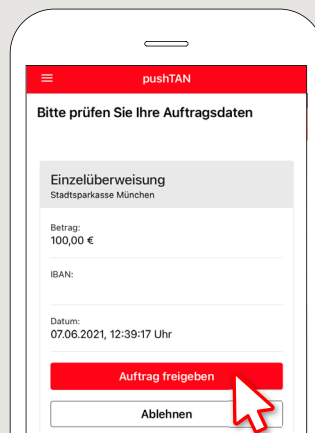 pushTAN
Bitte prüfen Sie Ihre Auftragsdaten
Einzelüberweisung
Stadtsparkasse München
Betrag:
100,00 €
IBAN:
Datum:
07.06.2021, 12:39:17 Uhr
Auftrag freigeben
Ablehnen